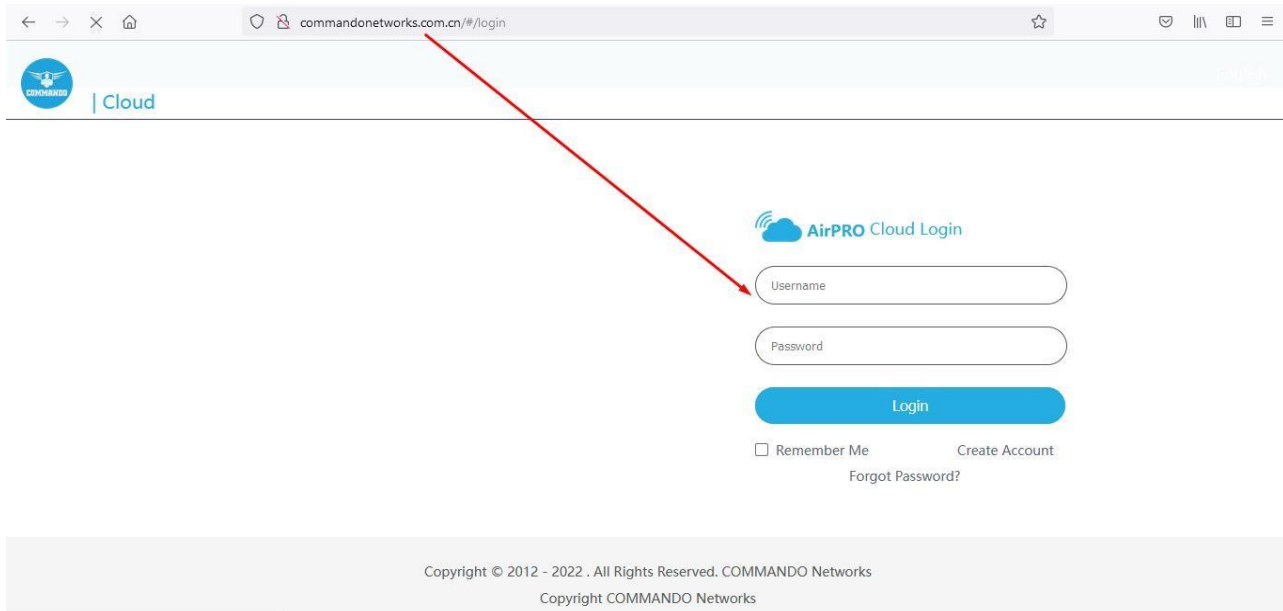 commandonetworks.com.cn/#/login
COMMANDO
| Cloud
English
AirPRO Cloud Login
Username
Password
Login
Remember Me Create Account
Forgot Password?
Copyright © 2012 - 2022 . All Rights Reserved. COMMANDO Networks
Copyright COMMANDO Networks